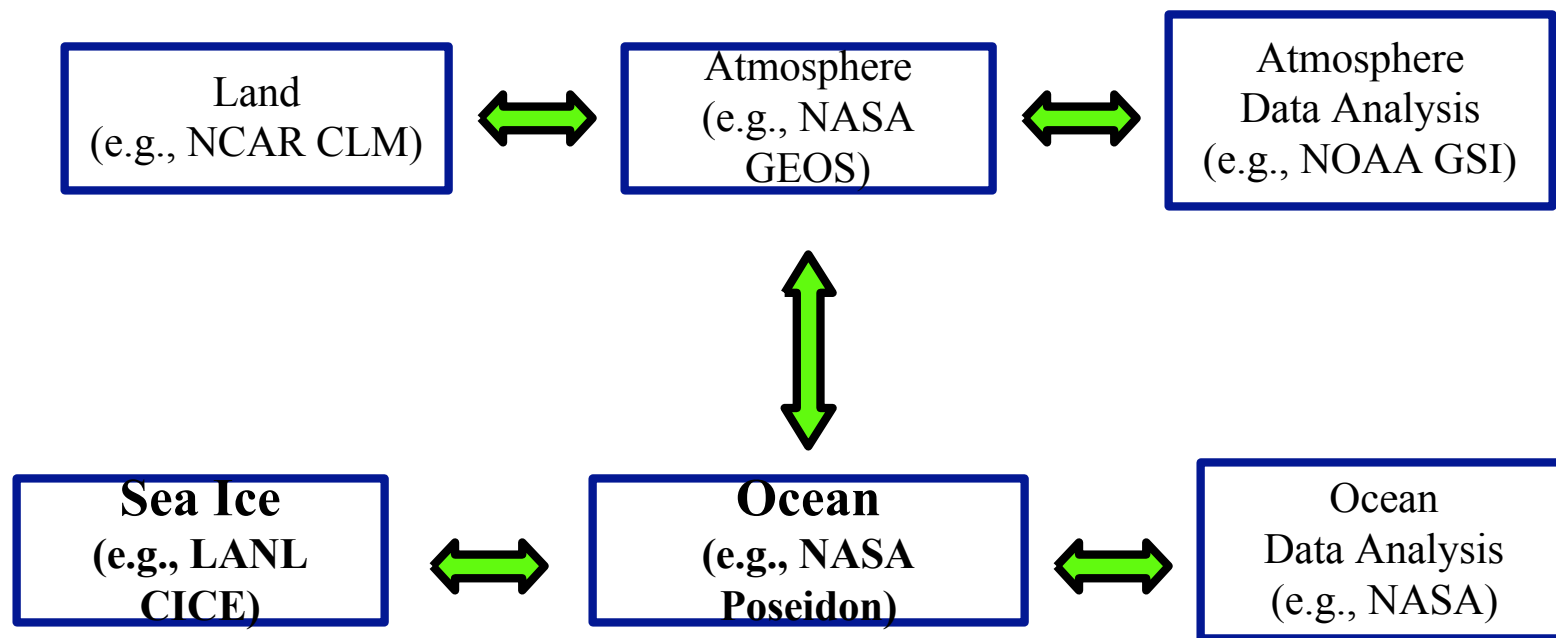 Land
(e.g., NCAR CLM)
Atmosphere
(e.g., NASA
GEOS)
Atmosphere
Data Analysis
(e.g., NOAA GSI)
Sea Ice
(e.g., LANL
CICE)
Ocean
(e.g., NASA
Poseidon)
Ocean
Data Analysis
(e.g., NASA)